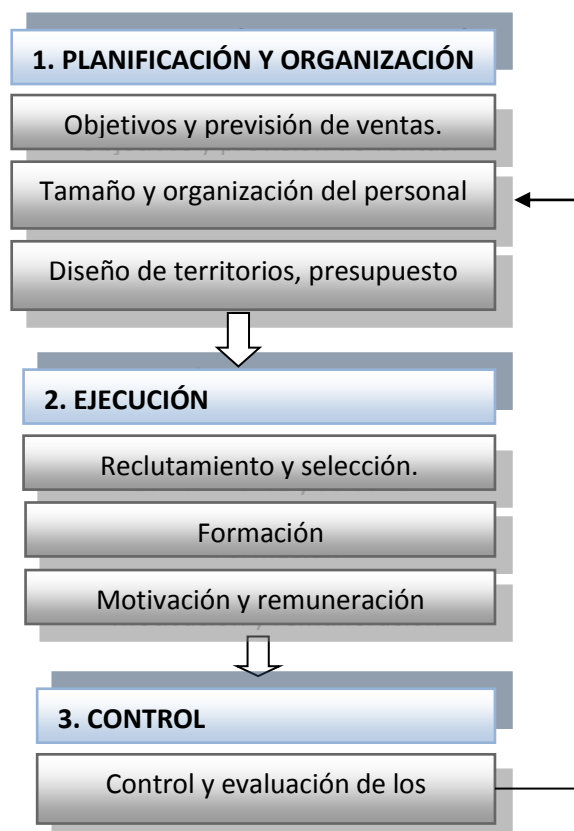 1. PLANIFICACIÓN Y ORGANIZACIÓN
Objetivos y previsión de ventas.
Tamaño y organización del personal
Diseño de territorios, presupuesto
2. EJECUCIÓN
Reclutamiento y selección.
Formación
Motivación y remuneración
3. CONTROL
Control y evaluación de los